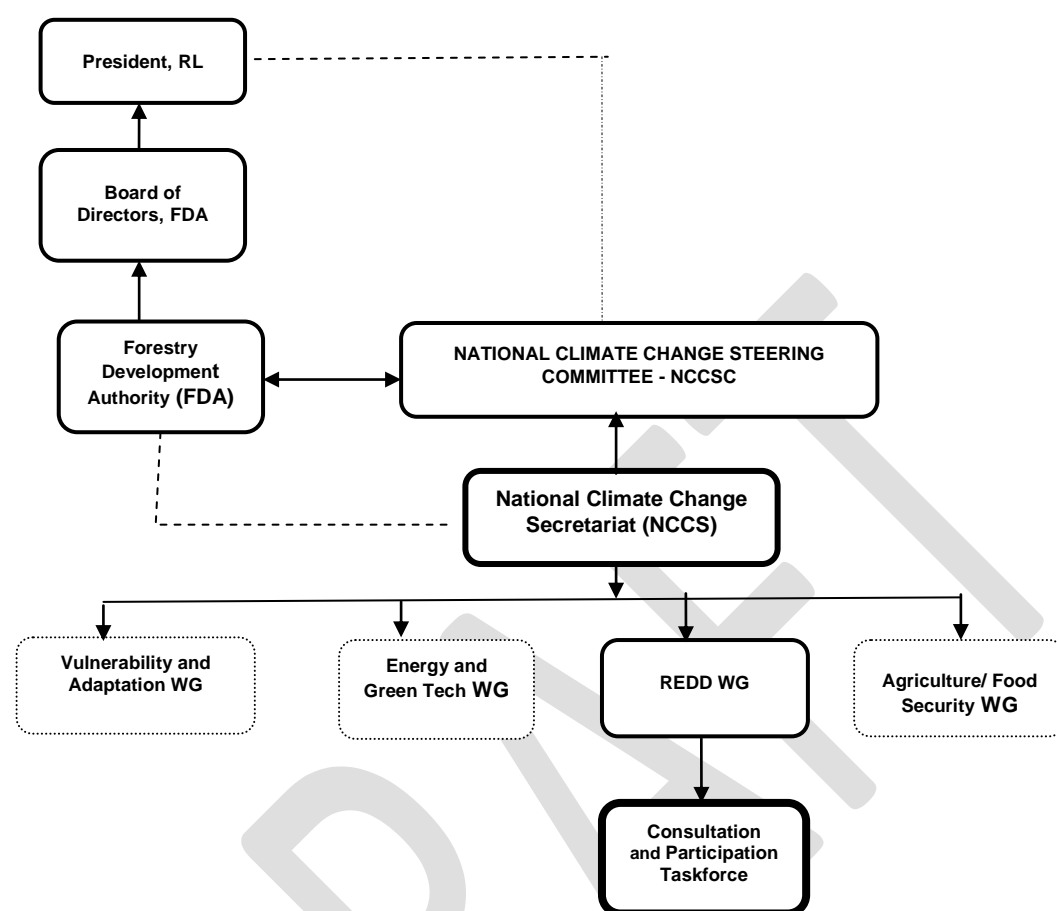 President, RL
Board of
Directors, FDA
Forestry
Development
Authority (FDA)
NATIONAL CLIMATE CHANGE STEERING
COMMITTEE - NCCSC
National Climate Change
Secretariat (NCCS)
Vulnerability and
Adaptation WG
Energy and
Green Tech WG
REDD WG
Agriculture/ Food
Security WG
Consultation
and Participation
Taskforce
DRAFT